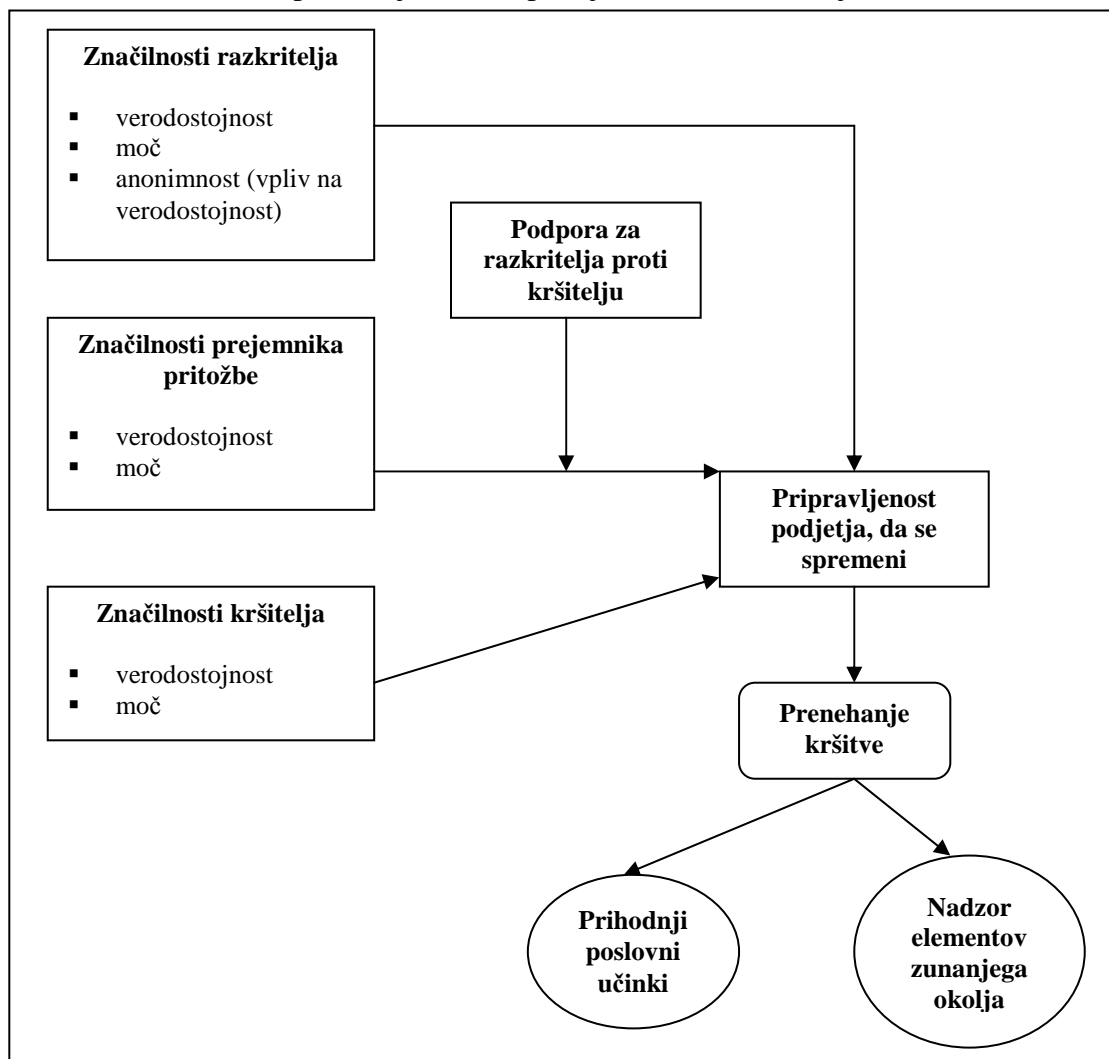 Značilnosti razkritelja
▪ verodostojnost
▪ moč
▪ anonimnost (vpliv na
verodostojnost)
Podpora za
razkritelja proti
kršitelju
Značilnosti prejemnika
pritožbe
▪ verodostojnost
▪ moč
Pripravljenost
podjetja, da se
spremeni
Značilnosti kršitelja
▪ verodostojnost
▪ moč
Prenehanje
kršitve
Prihodnji
poslovni
učinki
Nadzor
elementov
zunanjega
okolja